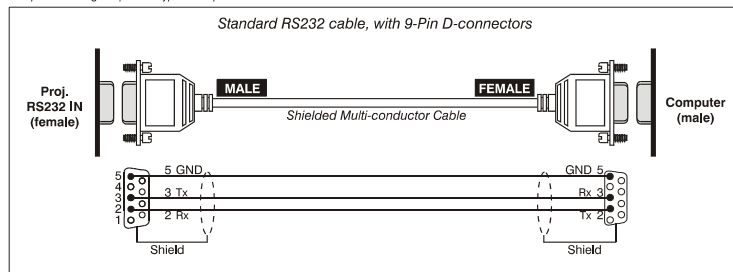 Standard RS232 cable, with 9-Pin D-connectors
Proj.
RS232 IN
(female)
MALE
FEMALE
Shielded Multi-conductor Cable
Computer
(male)
5
4
3
2
1
5 GND
3 Tx
2 Rx
GND 5
Rx 3
Tx 2
Shield
Shield